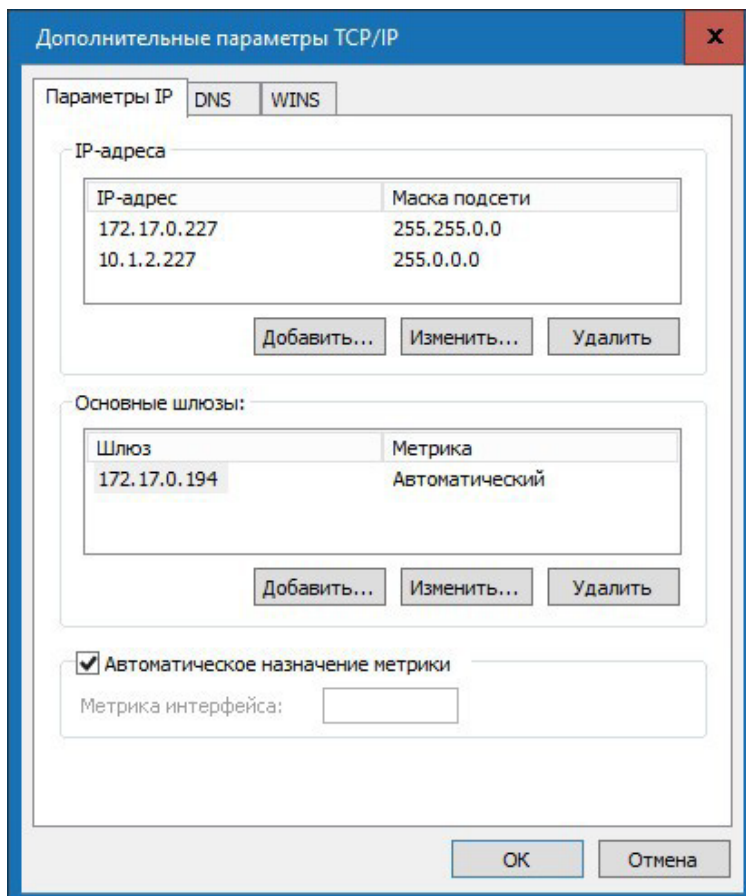 Дополнительные параметры TCP/IP x
Параметры IP DNS WINS
IP-адреса
IP-адрес Маска подсети
172.17.0.227 255.255.0.0
10.1.2.227 255.0.0.0
Добавить... Изменить... Удалить
Основные шлюзы:
Шлюз Метрика
172.17.0.194 Автоматический
Добавить... Изменить... Удалить
Автоматическое назначение метрики
Метрика интерфейса:
ОК Отмена